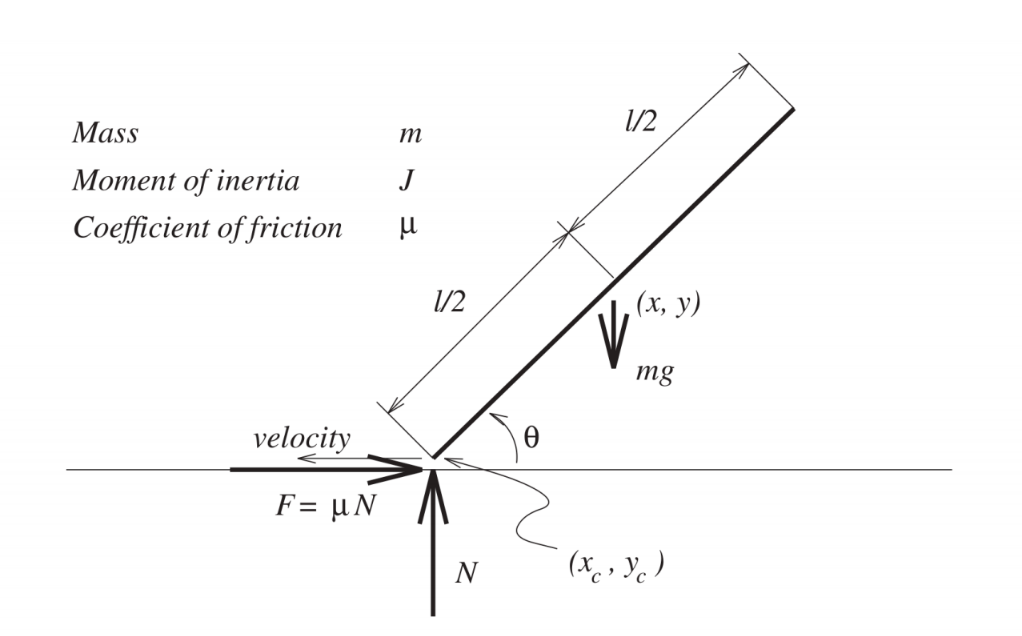 l/2
Mass m
Moment of inertia J
Coefficient of friction μ
l/2
(x, y)
mg
velocity
θ
F = μN
N
(x_c, y_c)